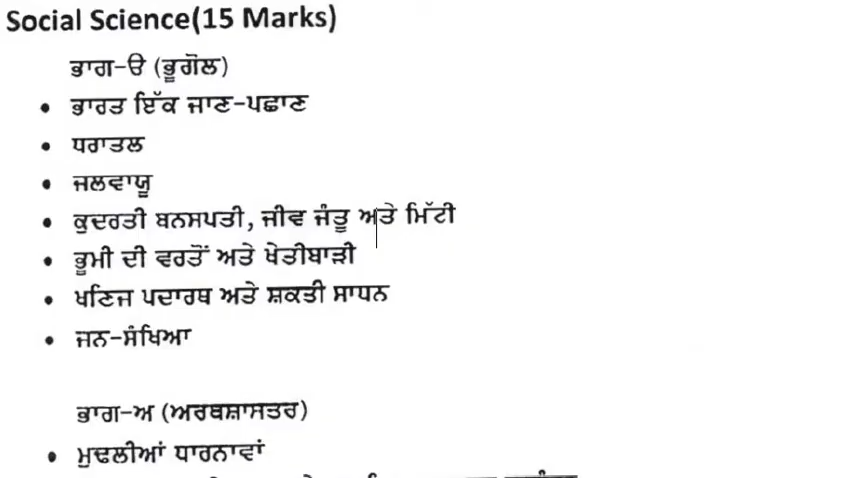 Social Science(15 Marks)
ਭਾਗ-ੳ (ਭੂਗੋਲ)
• ਭਾਰਤ ਇੱਕ ਜਾਣ-ਪਛਾਣ
• ਧਰਾਤਲ
• ਜਲਵਾਯੂ
• ਕੁਦਰਤੀ ਬਨਸਪਤੀ, ਜੀਵ ਜੰਤੂ ਅਤੇ ਮਿੱਟੀ
• ਭੂਮੀ ਦੀ ਵਰਤੋਂ ਅਤੇ ਖੇਤੀਬਾੜੀ
• ਖਣਿਜ ਪਦਾਰਥ ਅਤੇ ਸ਼ਕਤੀ ਸਾਧਨ
• ਜਨ-ਸੰਖਿਆ
ਭਾਗ-ਅ (ਅਰਥਸ਼ਾਸਤਰ)
• ਮੁਢਲੀਆਂ ਧਾਰਨਾਵਾਂ